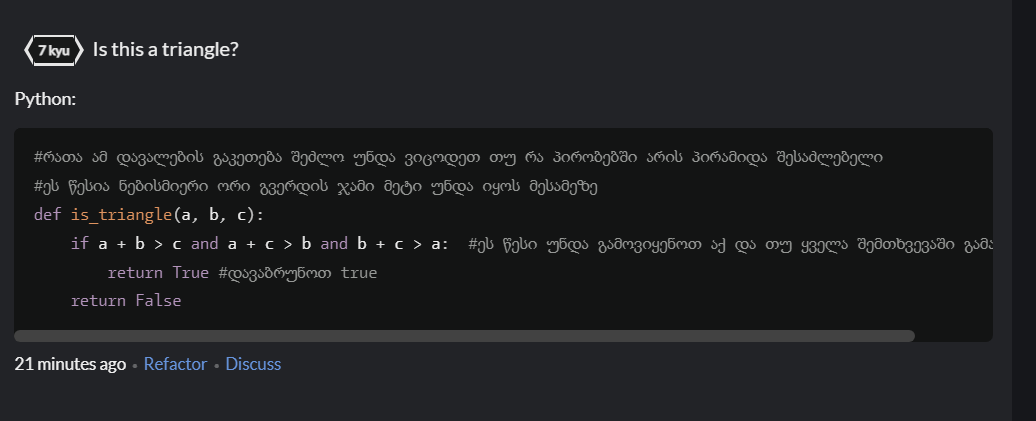 7 kyu Is this a triangle?
Python:
#რათა ამ დავალების გაკეთება შეძლო უნდა ვიცოდეთ თუ რა პირობებში არის პირამიდა შესაძლებელი
#ეს წესია ნებისმიერი ორი გვერდის ჯამი მეტი უნდა იყოს მესამეზე
def is_triangle(a, b, c):
if a + b > c and a + c > b and b + c > a: #ეს წესი უნდა გამოვიყენოთ აქ და თუ ყველა შემთხვევაში
return True #დავაბრუნოთ true
return False
21 minutes ago • Refactor • Discuss